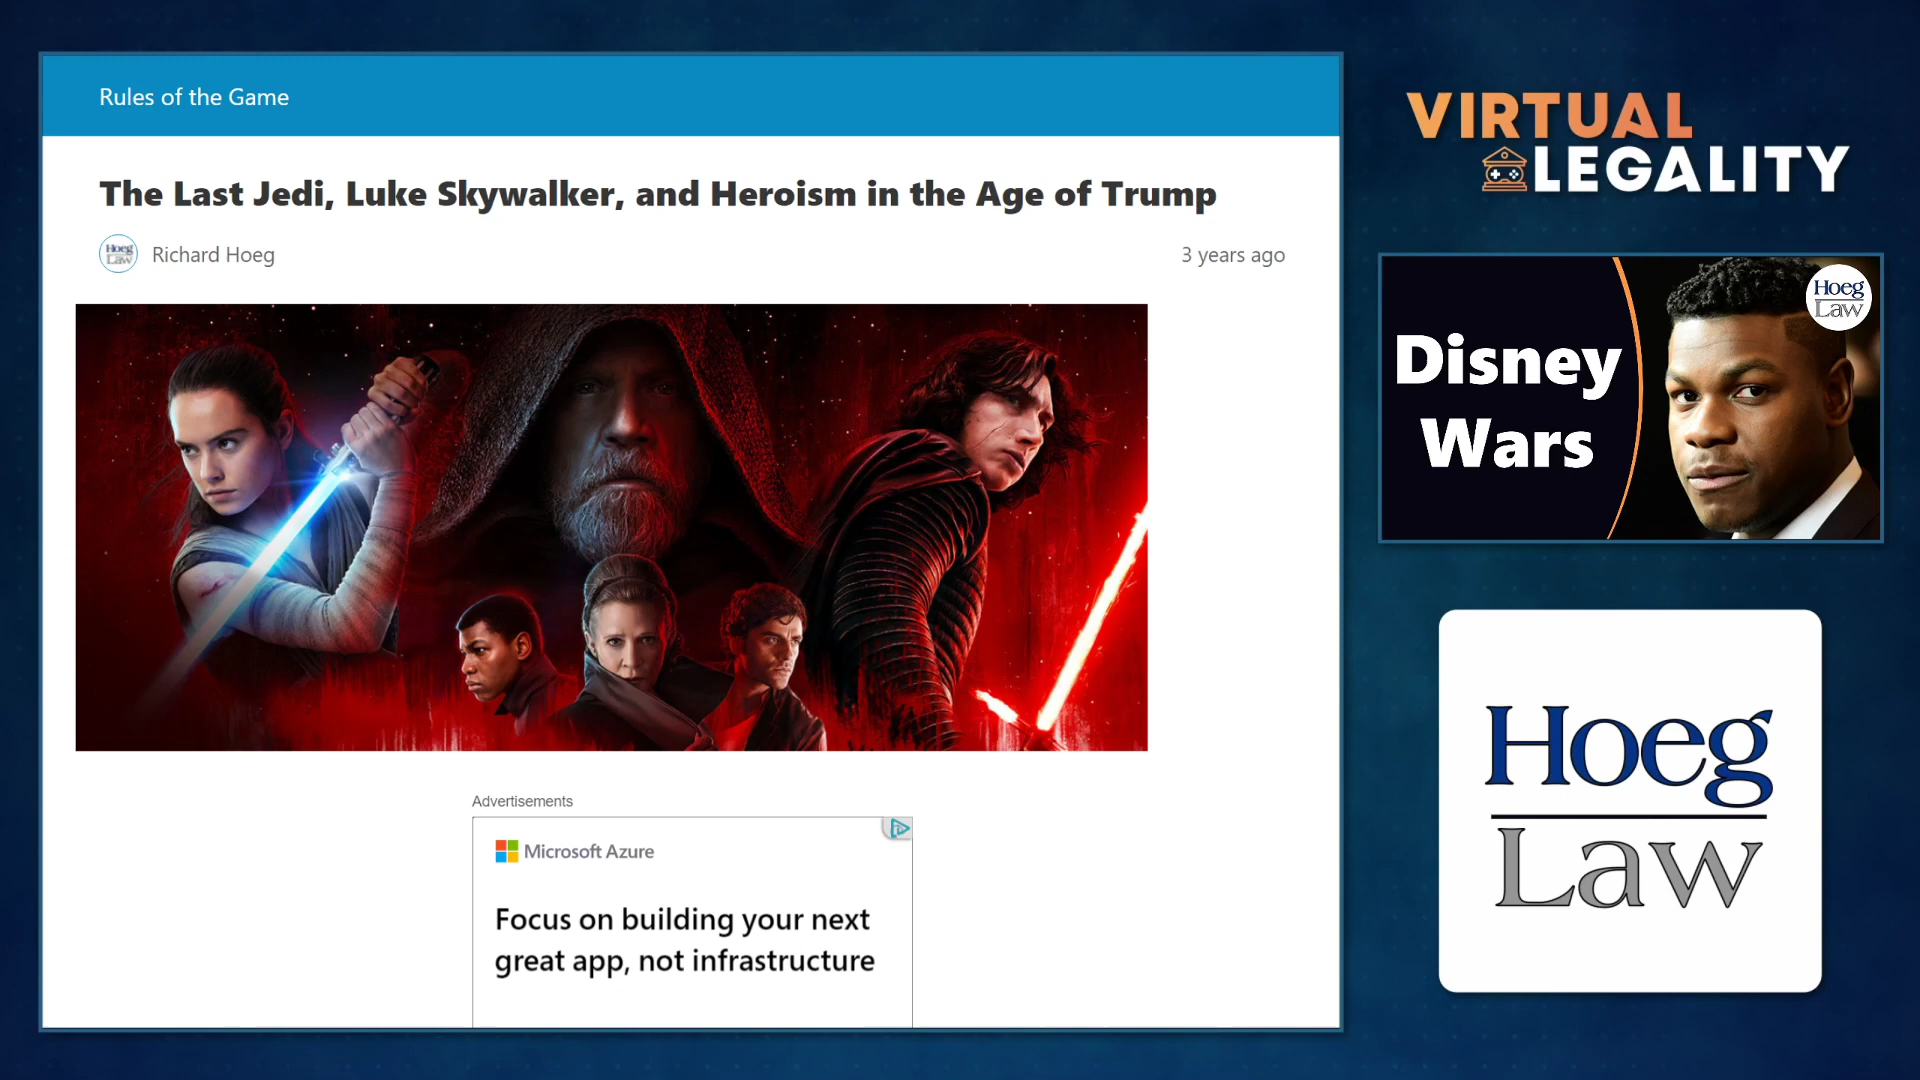 Rules of the Game
The Last Jedi, Luke Skywalker, and Heroism in the Age of Trump
Hoeg
Law
Richard Hoeg
3 years ago
Advertisements
Microsoft Azure
Focus on building your next
great app, not infrastructure
VIRTUAL
LEGALITY
Disney
Wars
Hoeg
Law
Hoeg
Law